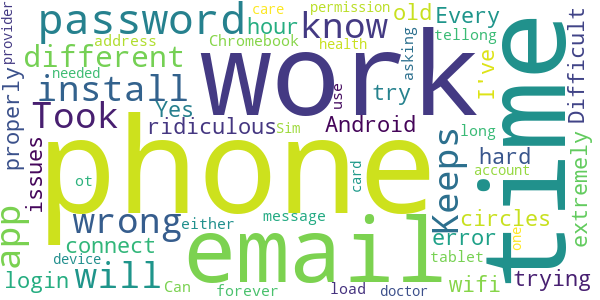 care permission
password know old Every
address hour Chromebook
provider different health asking tellong
needed work I've
install use Difficult time
properly Took Yes try
ridiculous Sim Android Keeps long
issues phone hard extremely
ot card account
app wrong either message error circles
connect email one
device tablet
login will Can load wifi trying
forever doctor